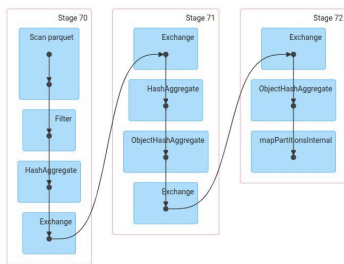 Stage 70
Scan parquet
Filter
HashAggregate
Exchange
Stage 71
Exchange
HashAggregate
ObjectHashAggregate
Exchange
Stage 72
Exchange
ObjectHashAggregate
mapPartitionsInternal